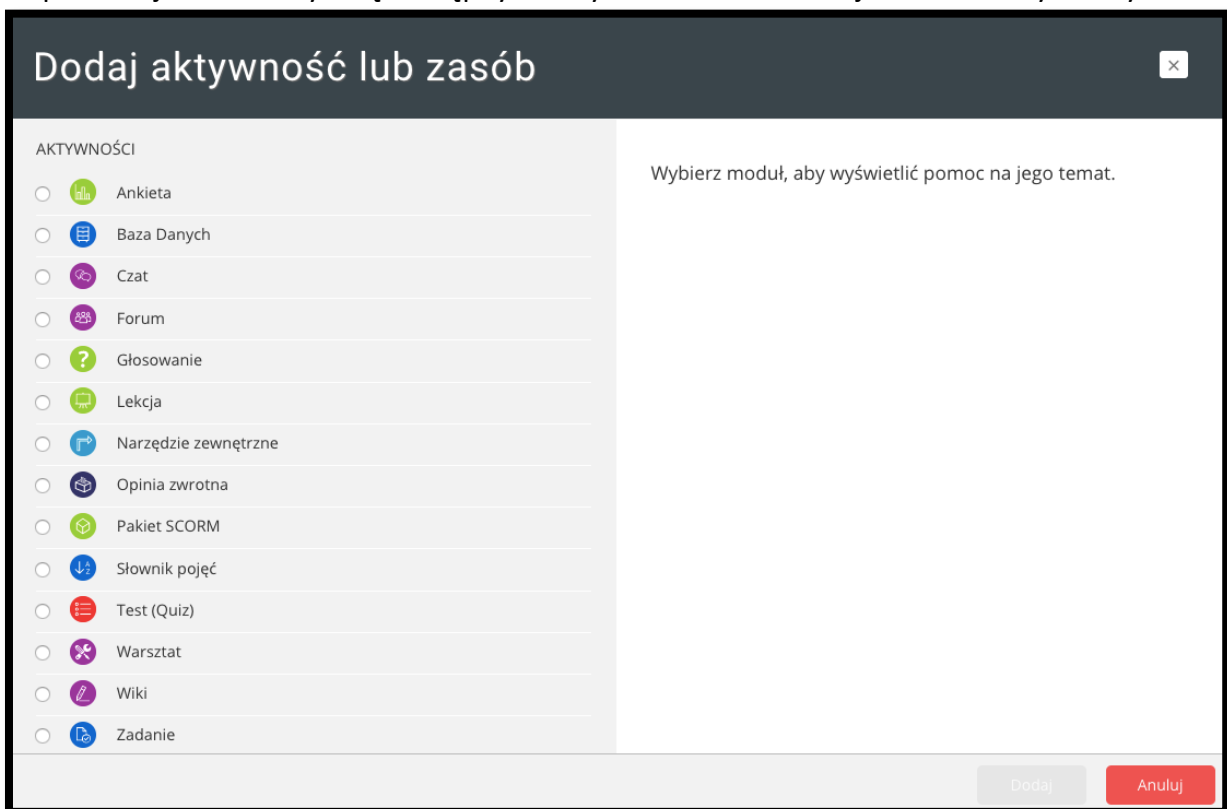 Dodaj aktywność lub zasób
AKTYWNOŚCI
Ankieta
Baza Danych
Czat
Forum
Głosowanie
Lekcja
Narzędzie zewnętrzne
Opinia zwrotna
Pakiet SCORM
Słownik pojęć
Test (Quiz)
Warsztat
Wiki
Zadanie
Wybierz moduł, aby wyświetlić pomoc na jego temat.
Dodaj
Anuluj